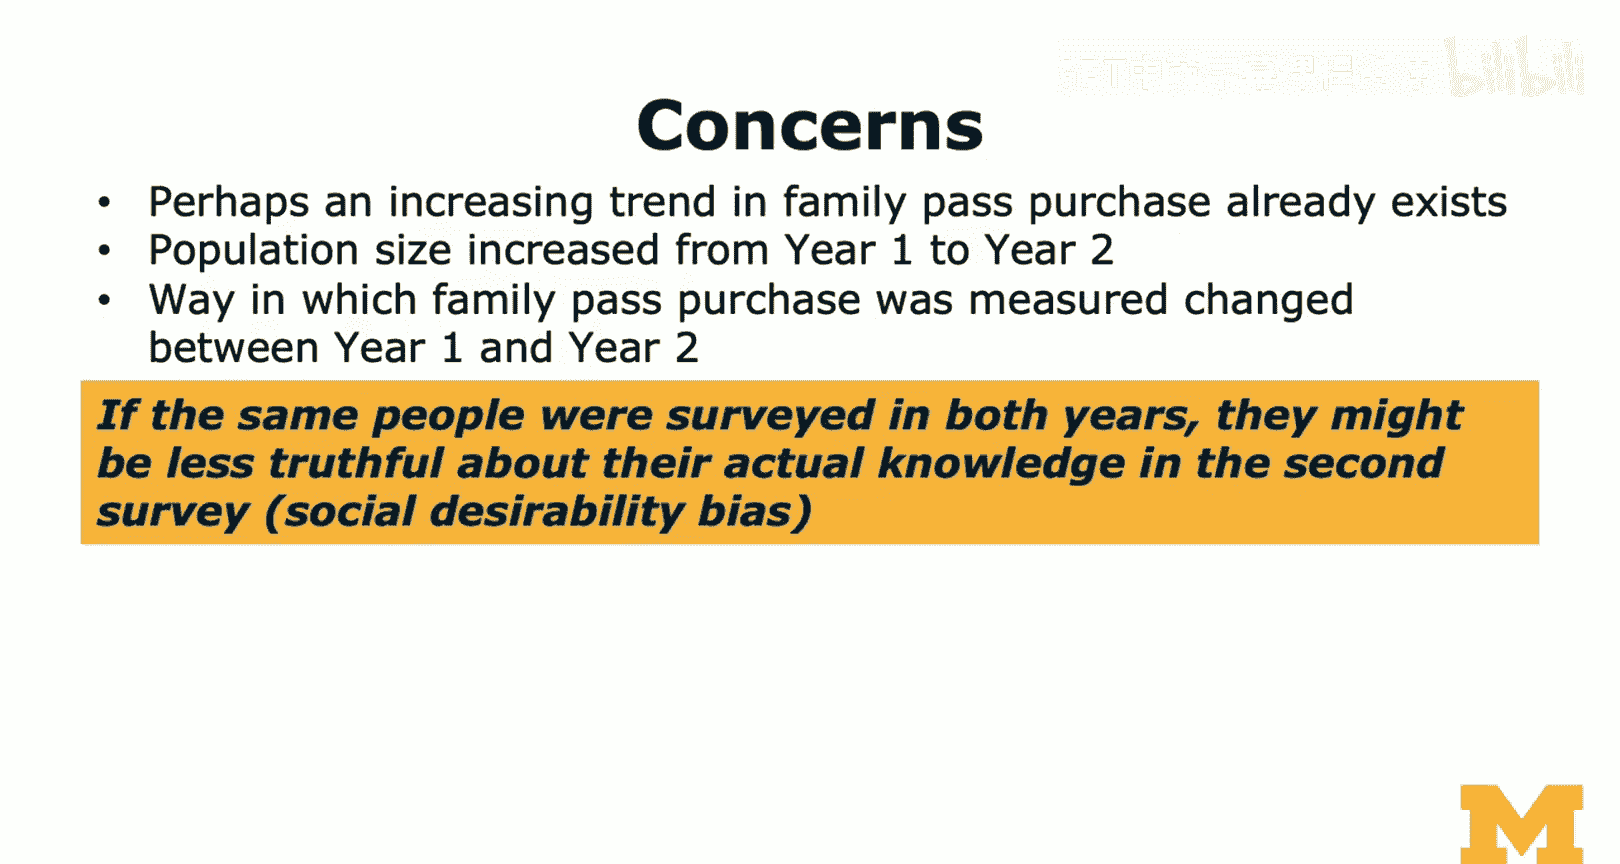 bilibili
Concerns
• Perhaps an increasing trend in family pass purchase already exists
• Population size increased from Year 1 to Year 2
• Way in which family pass purchase was measured changed
between Year 1 and Year 2
If the same people were surveyed in both years, they might
be less truthful about their actual knowledge in the second
survey (social desirability bias)
M